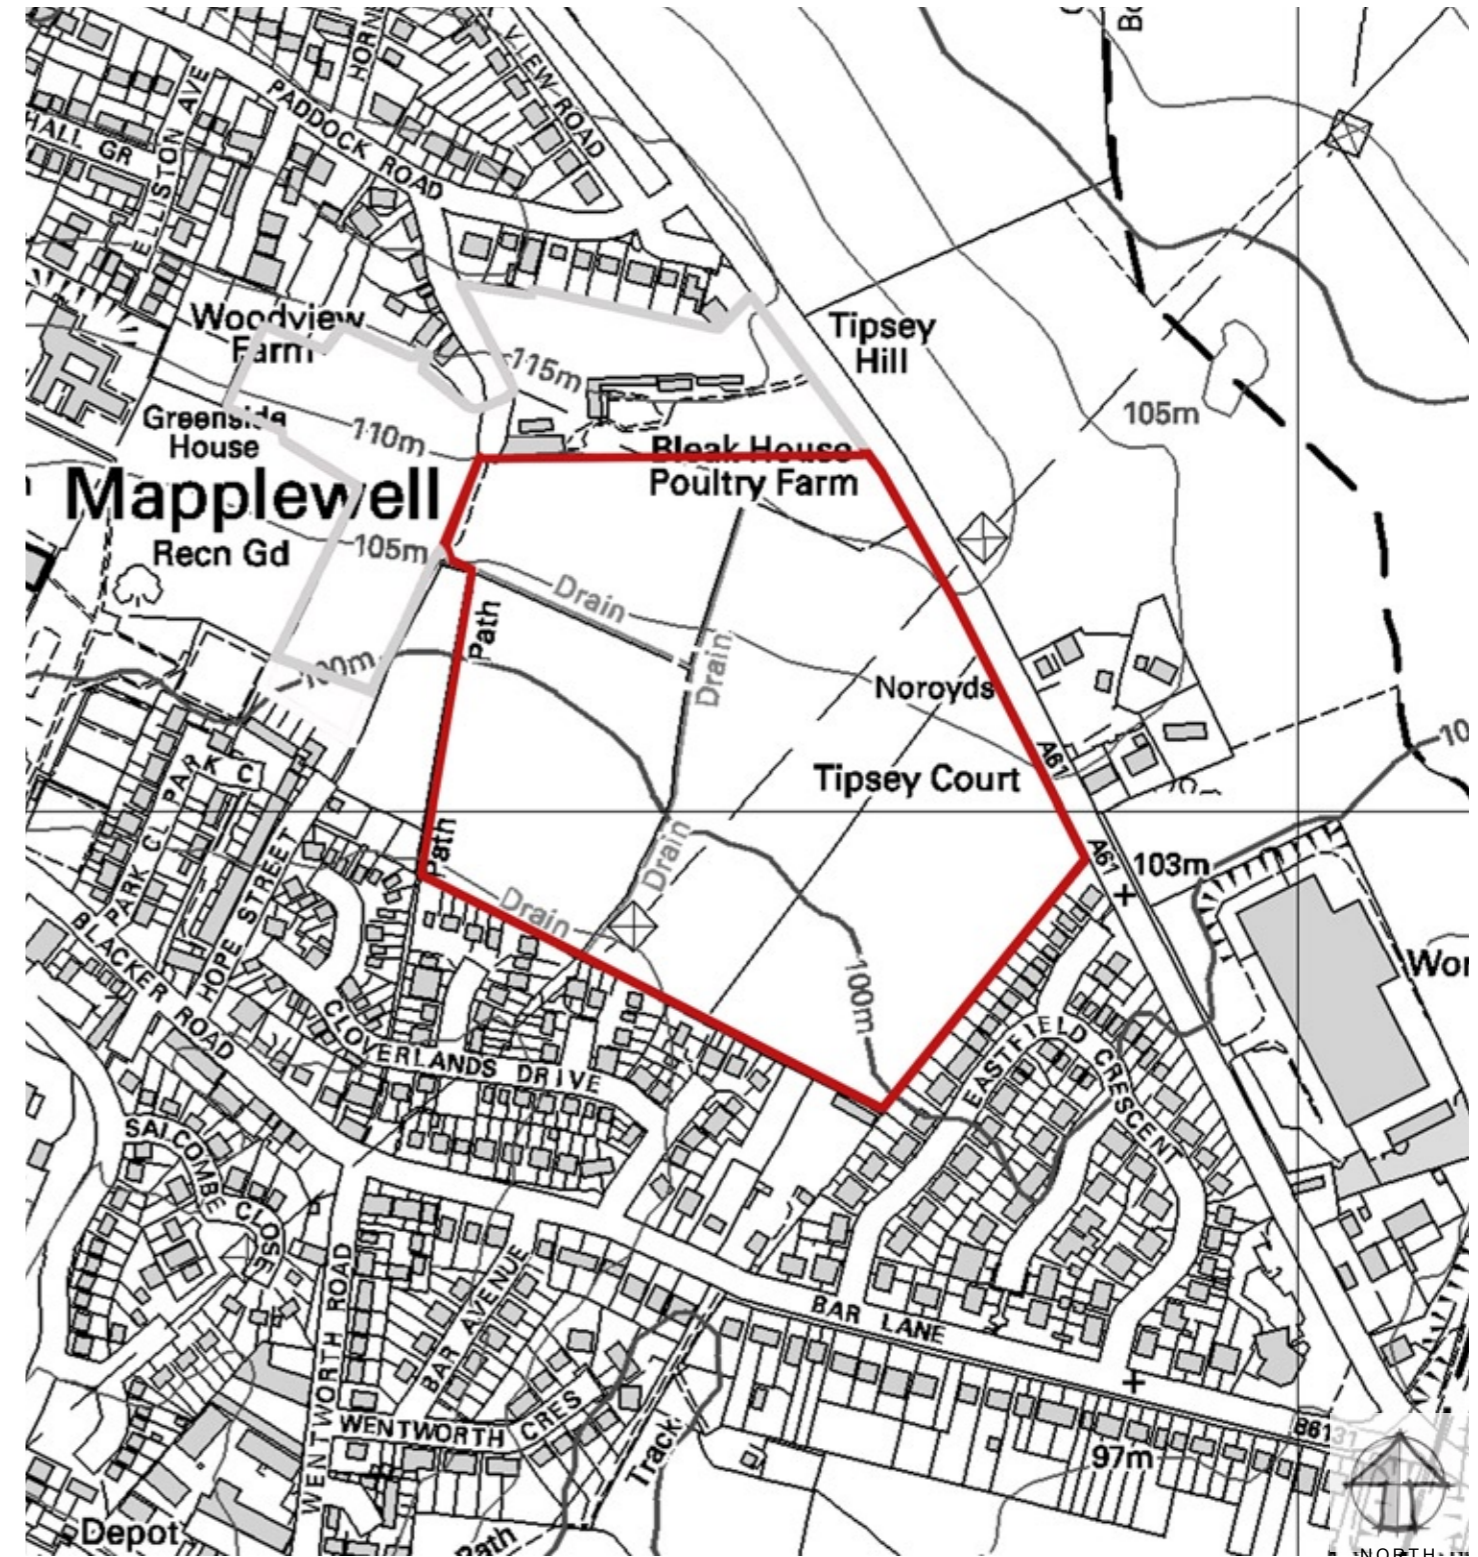 VIEW ROAD
PADDOCK ROAD
HALL GR
ELLISTON AVE
Woodview
Farm
Tipsey
Hill
115m
105m
Greenside
House
110m
Bleak House
Poultry Farm
Mapplewell
Recn Gd
105m
Drain
Path
100m
Drain
Noroyds
PARK C
A61
Tipsey Court
PARK CL
Path
Drain
A61
103m
HOPE STREET
Drain
BLACKER ROAD
100m
CLOVERLANDS DRIVE
EASTFIELD CRESCENT
SALCOMBE CLOSE
WENTWORTH ROAD
BAR AVENUE
BAR LANE
WENTWORTH CRES
Track
B6131
97m
Depot
Path
NORTH